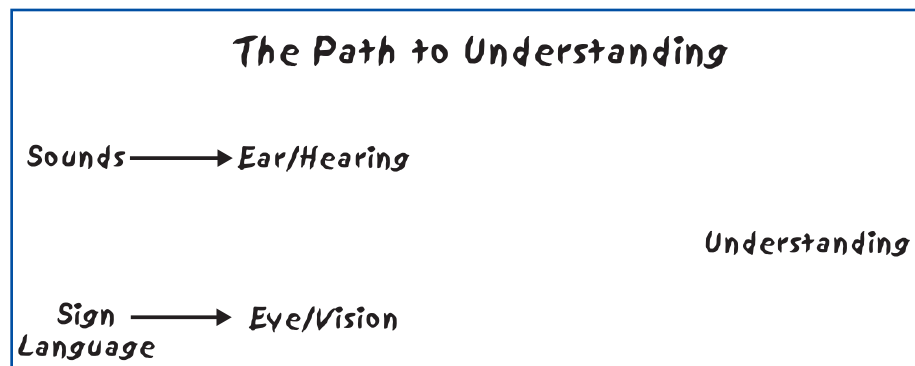 The Path to Understanding
Sounds Ear/Hearing
Understanding
Sign Eye/Vision
Language